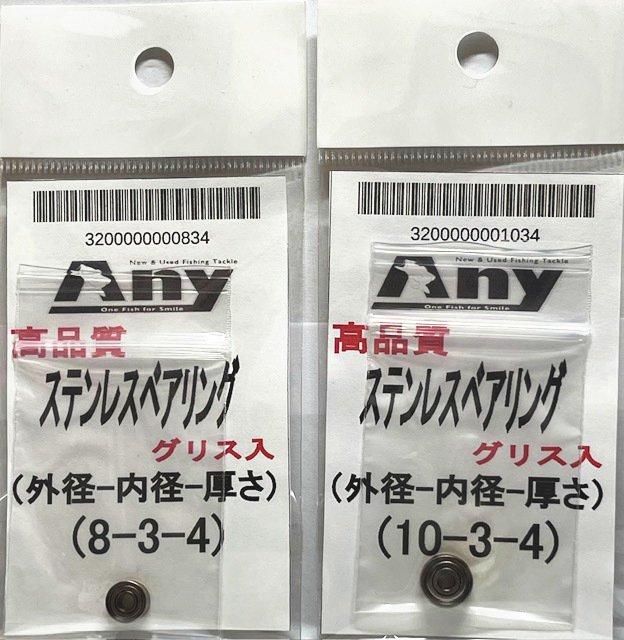 3200000000834
New & Used Fishing Tackle
Any
One Fish for Smile
高品質
ステンレスベアリング
グリス入
(外径-内径-厚さ)
(8-3-4)
3200000001034
New & Used Fishing Tackle
Any
One Fish for Smile
高品質
ステンレスベアリング
グリス入
(外径-内径-厚さ)
(10-3-4)